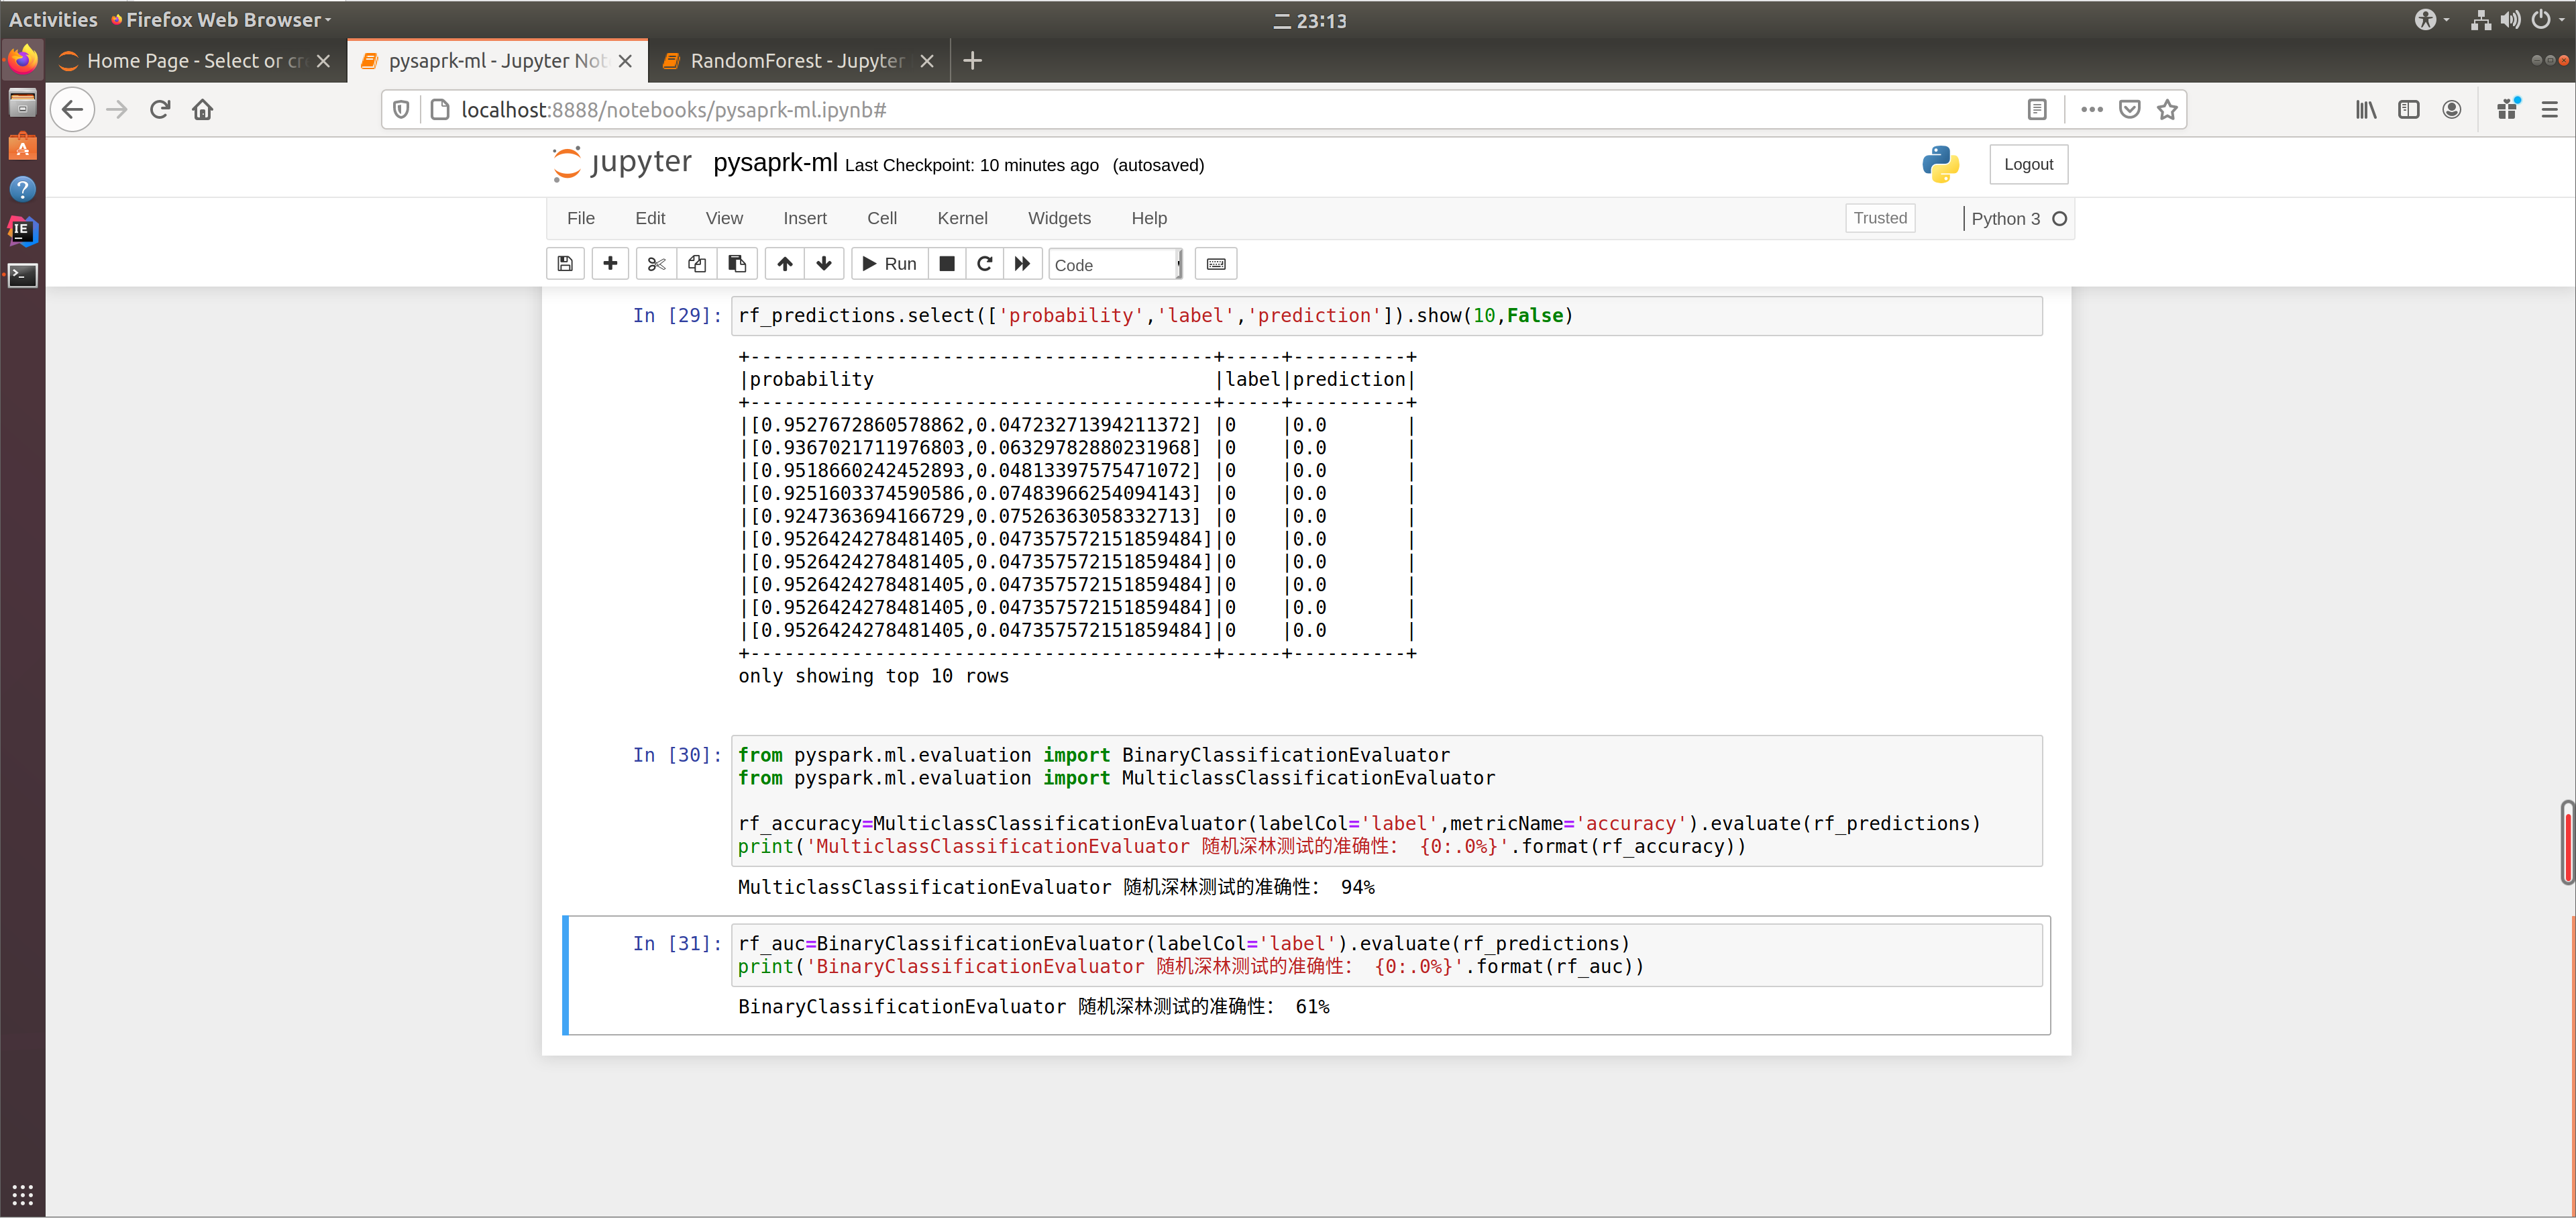 Activities Firefox Web Browser 二 23:13
Home Page - Select or cr pysaprk-ml - Jupyter Not RandomForest - Jupyter
localhost:8888/notebooks/pysaprk-ml.ipynb#
jupyter pysaprk-ml Last Checkpoint: 10 minutes ago (autosaved) Logout
File Edit View Insert Cell Kernel Widgets Help Trusted Python 3
Run Code
In [29]: rf_predictions.select(['probability','label','prediction']).show(10,False)
+-----------------------------------------+-----+----------+
|probability                              |label|prediction|
+-----------------------------------------+-----+----------+
|[0.9527672860578862,0.04723271394211372] |0    |0.0       |
|[0.9367021711976803,0.06329782880231968] |0    |0.0       |
|[0.9518660242452893,0.04813397575471072] |0    |0.0       |
|[0.9251603374590586,0.07483966254094143] |0    |0.0       |
|[0.9247363694166729,0.07526363058332713] |0    |0.0       |
|[0.9526424278481405,0.047357572151859484]|0    |0.0       |
|[0.9526424278481405,0.047357572151859484]|0    |0.0       |
|[0.9526424278481405,0.047357572151859484]|0    |0.0       |
|[0.9526424278481405,0.047357572151859484]|0    |0.0       |
|[0.9526424278481405,0.047357572151859484]|0    |0.0       |
+-----------------------------------------+-----+----------+
only showing top 10 rows
In [30]: from pyspark.ml.evaluation import BinaryClassificationEvaluator
from pyspark.ml.evaluation import MulticlassClassificationEvaluator
rf_accuracy=MulticlassClassificationEvaluator(labelCol='label',metricName='accuracy').evaluate(rf_predictions)
print('MulticlassClassificationEvaluator 随机深林测试的准确性： {0:.0%}'.format(rf_accuracy))
MulticlassClassificationEvaluator 随机深林测试的准确性： 94%
In [31]: rf_auc=BinaryClassificationEvaluator(labelCol='label').evaluate(rf_predictions)
print('BinaryClassificationEvaluator 随机深林测试的准确性： {0:.0%}'.format(rf_auc))
BinaryClassificationEvaluator 随机深林测试的准确性： 61%